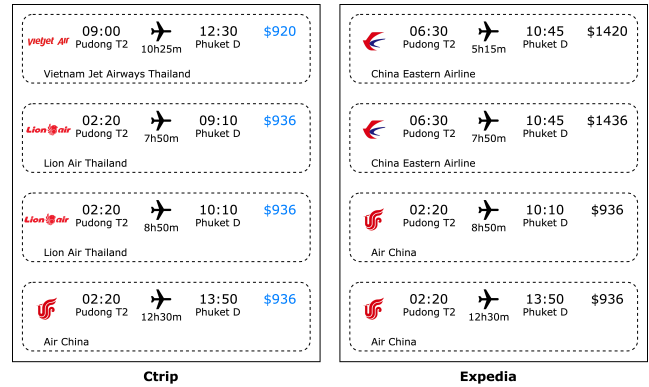 09:00 12:30 $920
vietjet Air Pudong T2 10h25m Phuket D
Vietnam Jet Airways Thailand
02:20 09:10 $936
Lion air Pudong T2 7h50m Phuket D
Lion Air Thailand
02:20 10:10 $936
Lion air Pudong T2 8h50m Phuket D
Lion Air Thailand
02:20 13:50 $936
Pudong T2 12h30m Phuket D
Air China
Ctrip
06:30 10:45 $1420
Pudong T2 5h15m Phuket D
China Eastern Airline
06:30 10:45 $1436
Pudong T2 7h50m Phuket D
China Eastern Airline
02:20 10:10 $936
Pudong T2 8h50m Phuket D
Air China
02:20 13:50 $936
Pudong T2 12h30m Phuket D
Air China
Expedia